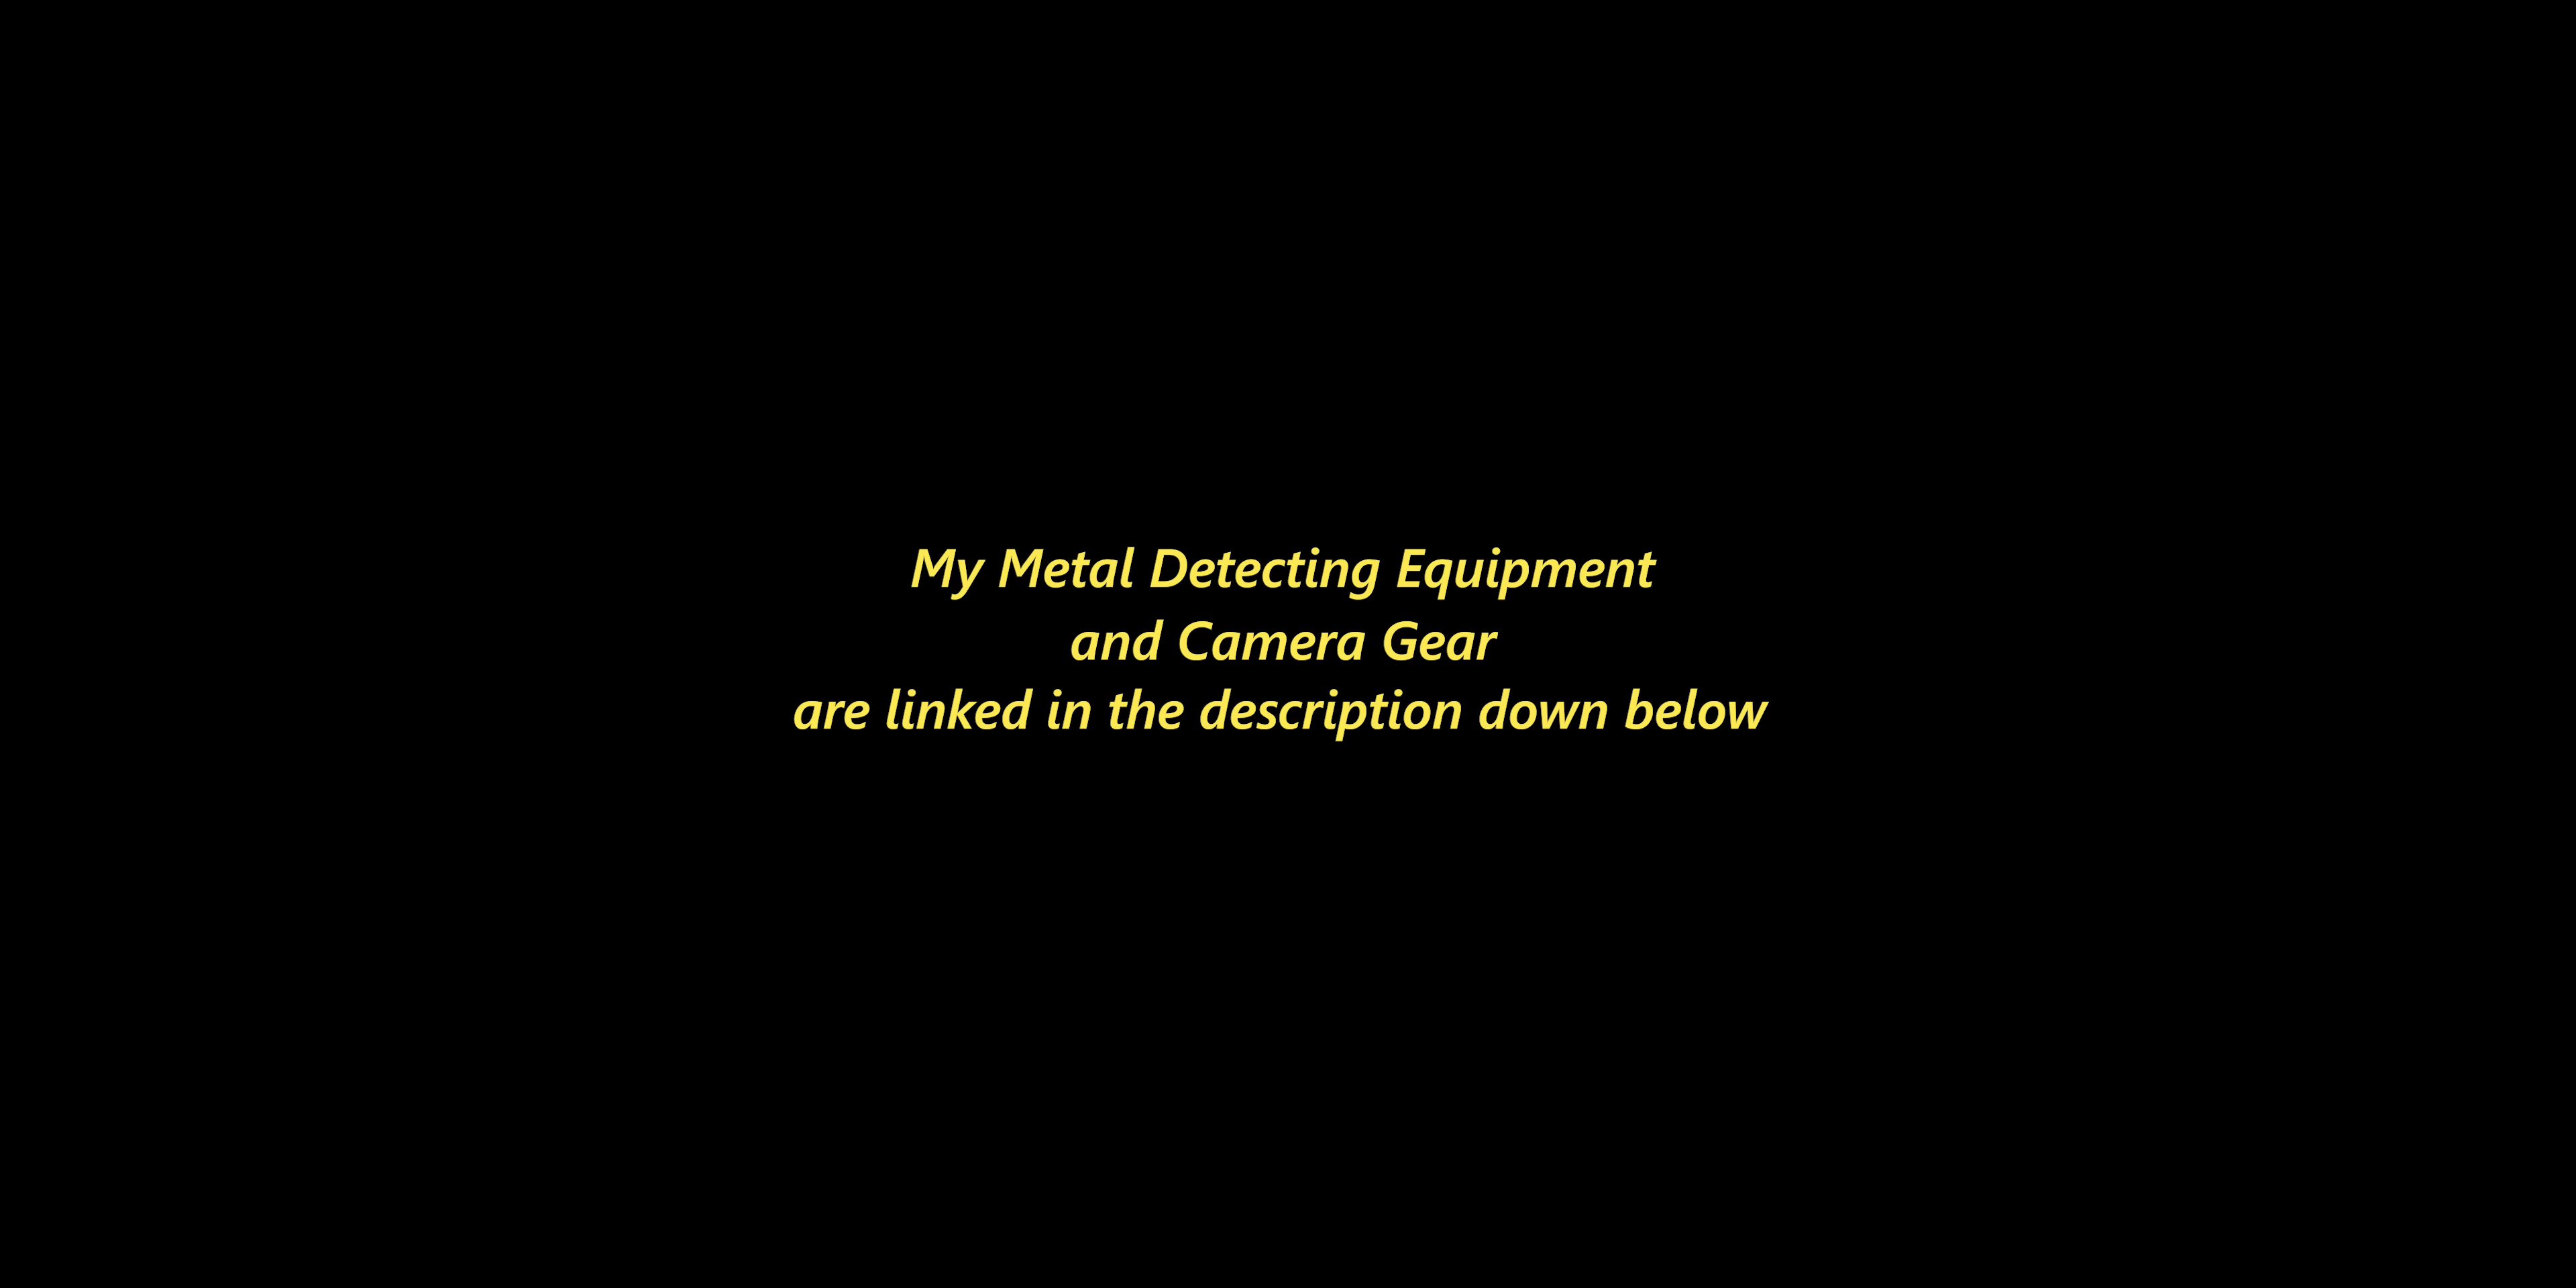 My Metal Detecting Equipment
and Camera Gear
are linked in the description down below